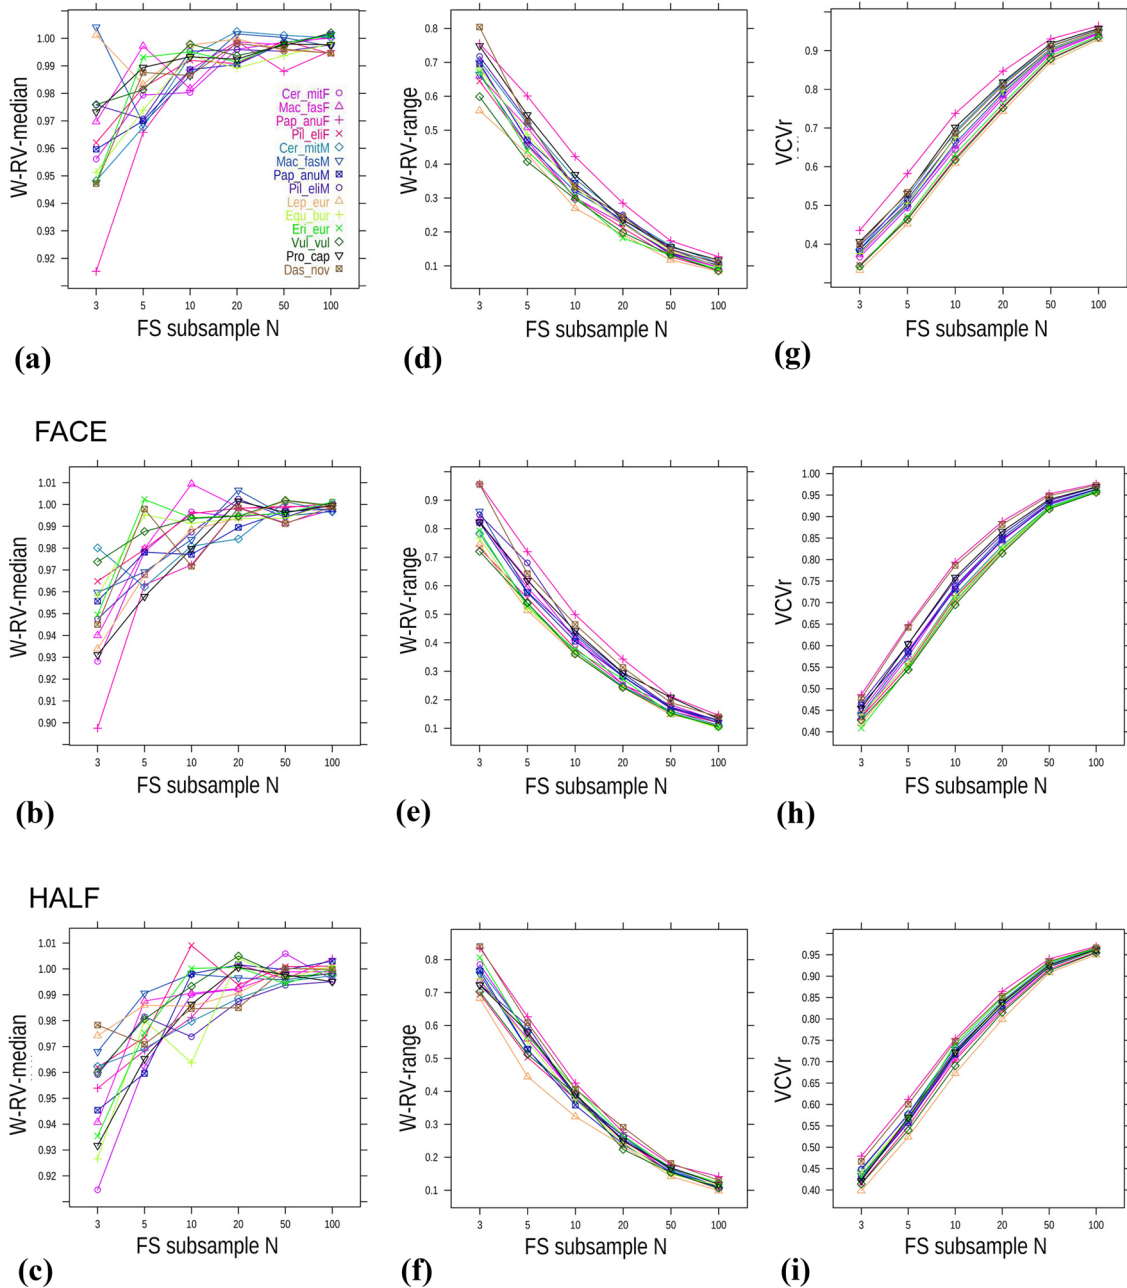 1.00
0.99
0.98
0.97
0.96
0.95
0.94
0.93
0.92
W-RV-median
Cer_mitF
Mac_fasF
Pap_anuF
Pil_eliF
Cer_mitM
Mac_fasM
Pap_anuM
Pil_eliM
Lep_eur
Equ_bur
Eri_eur
Vul_vul
Pro_cap
Das_nov
3 5 10 20 50 100
FS subsample N
(a)
0.8
0.7
0.6
0.5
0.4
0.3
0.2
0.1
W-RV-range
3 5 10 20 50 100
FS subsample N
(d)
0.9
0.7
0.6
0.5
0.4
VCVr
3 5 10 20 50 100
FS subsample N
(g)
FACE
1.01
1.00
0.99
0.98
0.97
0.96
0.95
0.94
0.93
0.92
0.91
0.90
W-RV-median
3 5 10 20 50 100
FS subsample N
(b)
0.9
0.8
0.7
0.6
0.5
0.4
0.3
0.2
0.1
W-RV-range
3 5 10 20 50 100
FS subsample N
(e)
1.00
0.95
0.90
0.85
0.80
0.75
0.70
0.65
0.60
0.55
0.50
0.45
0.40
VCVr
3 5 10 20 50 100
FS subsample N
(h)
HALF
1.01
1.00
0.99
0.98
0.97
0.96
0.95
0.94
0.93
0.92
W-RV-median
3 5 10 20 50 100
FS subsample N
(c)
0.8
0.7
0.6
0.5
0.4
0.3
0.2
0.1
W-RV-range
3 5 10 20 50 100
FS subsample N
(f)
0.95
0.90
0.85
0.80
0.75
0.70
0.65
0.60
0.55
0.50
0.45
0.40
VCVr
3 5 10 20 50 100
FS subsample N
(i)